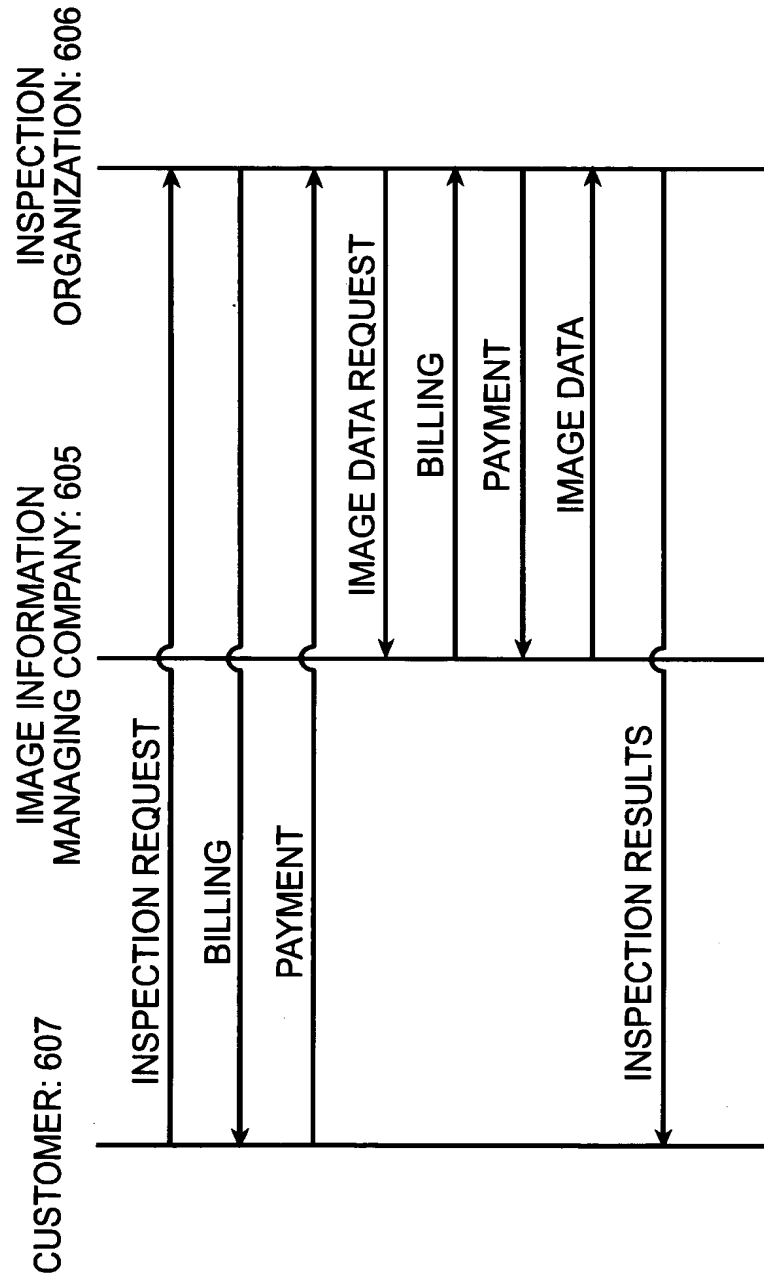 CUSTOMER: 607
IMAGE INFORMATION
MANAGING COMPANY: 605
INSPECTION
ORGANIZATION: 606
INSPECTION REQUEST
BILLING
PAYMENT
IMAGE DATA REQUEST
BILLING
PAYMENT
IMAGE DATA
INSPECTION RESULTS